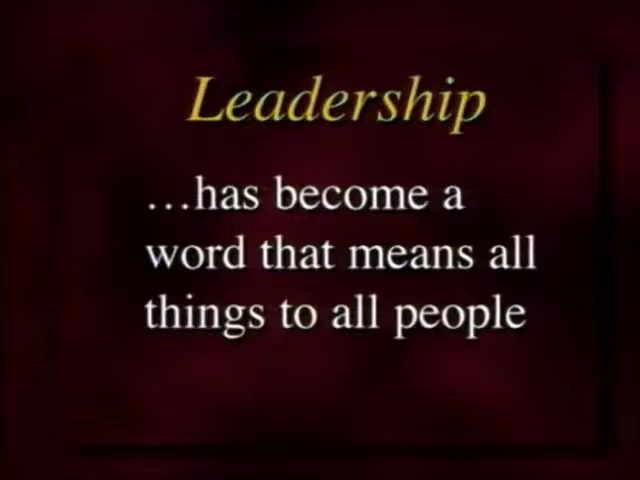 Leadership
…has become a
word that means all
things to all people